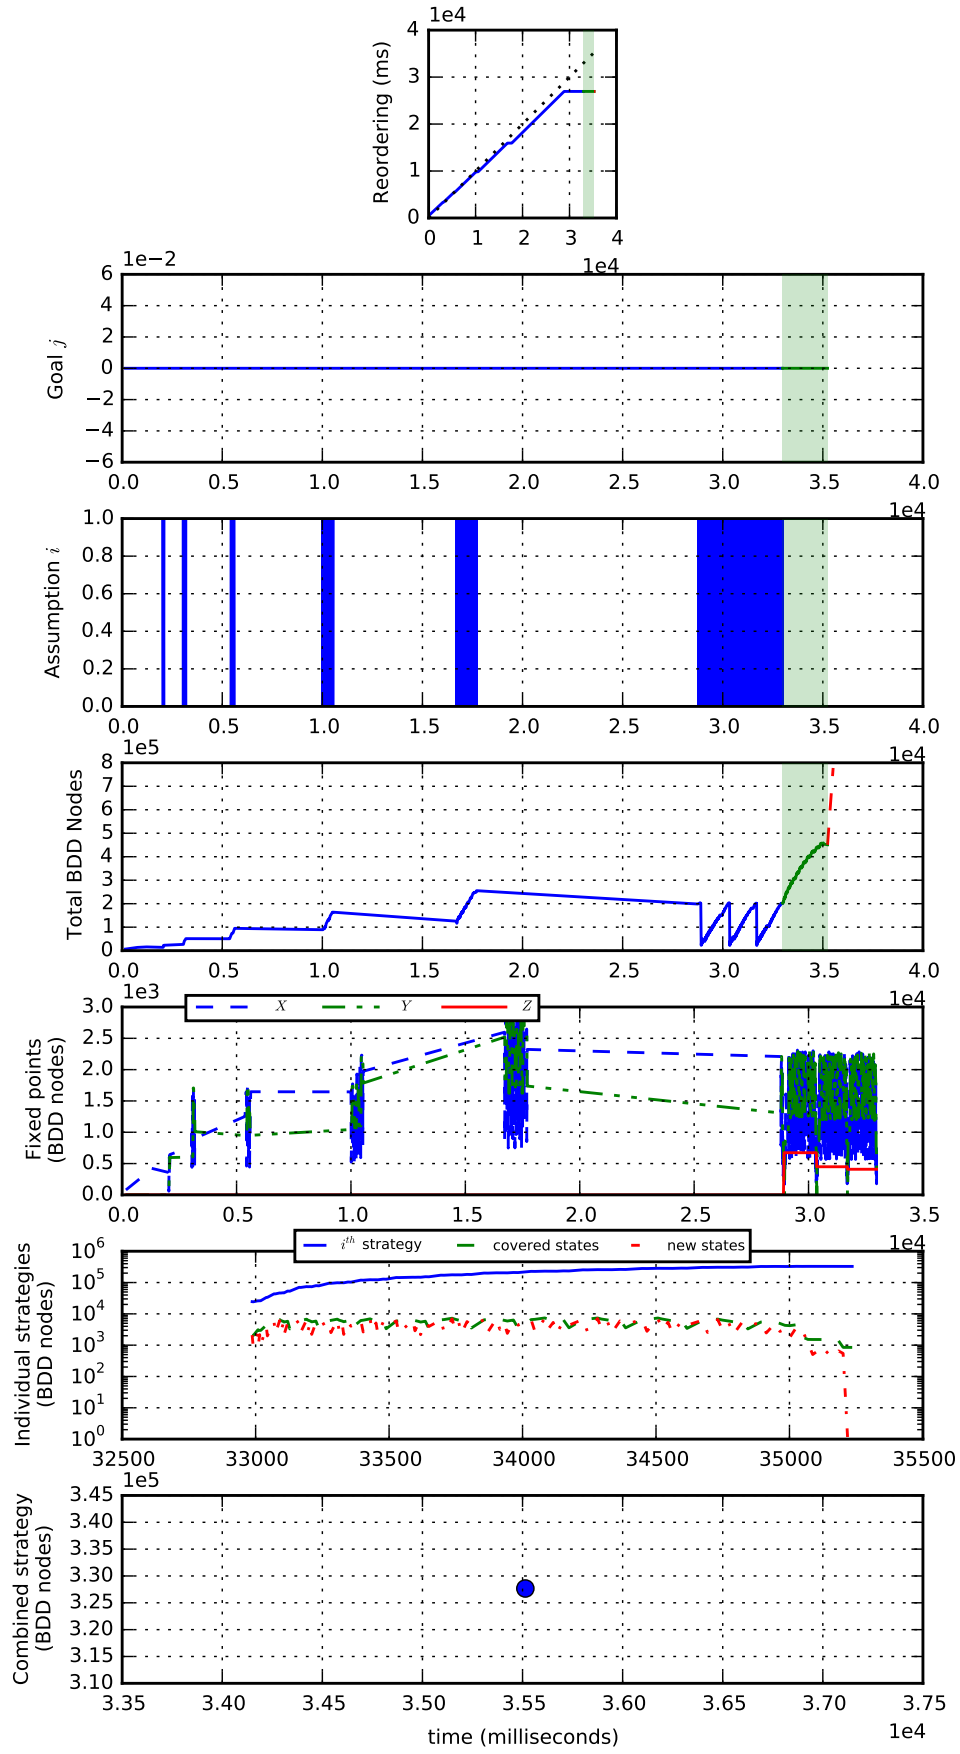 1e4
Reordering (ms)
4
3
2
1
0
0 1 2 3 4
1e4
1e−2
Goal j
6
4
2
0
−2
−4
−6
0.0 0.5 1.0 1.5 2.0 2.5 3.0 3.5 4.0
1e4
Assumption i
1.0
0.8
0.6
0.4
0.2
0.0
0.0 0.5 1.0 1.5 2.0 2.5 3.0 3.5 4.0
1e4
1e5
Total BDD Nodes
8
7
6
5
4
3
2
1
0
0.0 0.5 1.0 1.5 2.0 2.5 3.0 3.5 4.0
1e4
1e3
X Y Z
Fixed points
(BDD nodes)
3.0
2.5
2.0
1.5
1.0
0.5
0.0
0.0 0.5 1.0 1.5 2.0 2.5 3.0 3.5
1e4
i^th strategy covered states new states
Individual strategies
(BDD nodes)
10^6
10^5
10^4
10^3
10^2
10^1
10^0
32500 33000 33500 34000 34500 35000 35500
1e5
Combined strategy
(BDD nodes)
3.45
3.40
3.35
3.30
3.25
3.20
3.15
3.10
3.35 3.40 3.45 3.50 3.55 3.60 3.65 3.70 3.75
time (milliseconds)
1e4